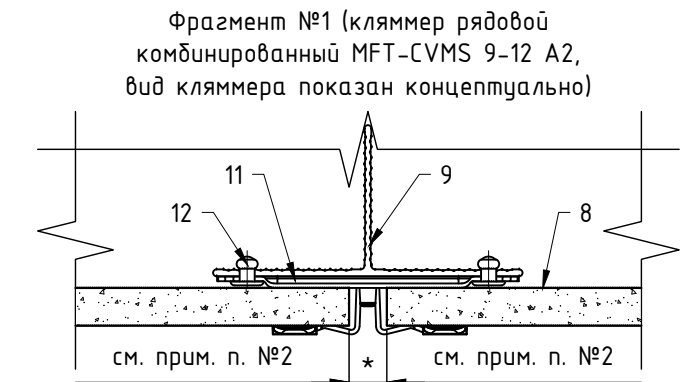 Фрагмент №1 (кляммер рядовой
комбинированный MFT-CVMS 9-12 A2,
вид кляммера показан концептуально)
11
9
12
8
см. прим. п. №2
*
см. прим. п. №2